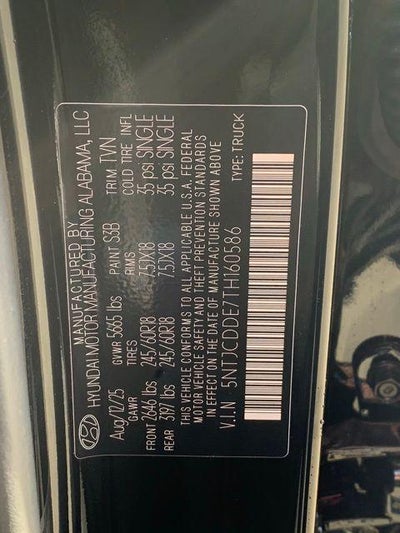 MANUFACTURED BY
HYUNDAI MOTOR MANUFACTURING ALABAMA, LLC
Aug/12/25 GVWR 5665 lbs PAINT S3B TRIM TVN
GAWR RIMS COLD TIRE INFL
FRONT 2646 lbs 245/60R18 7.5JX18 35 psi SINGLE
REAR 3197 lbs 245/60R18 7.5JX18 35 psi SINGLE
THIS VEHICLE CONFORMS TO ALL APPLICABLE U.S.A. FEDERAL
MOTOR VEHICLE SAFETY AND THEFT PREVENTION STANDARDS
IN EFFECT ON THE DATE OF MANUFACTURE SHOWN ABOVE
V.I.N 5NTJCDDE7TH160586 TYPE: TRUCK